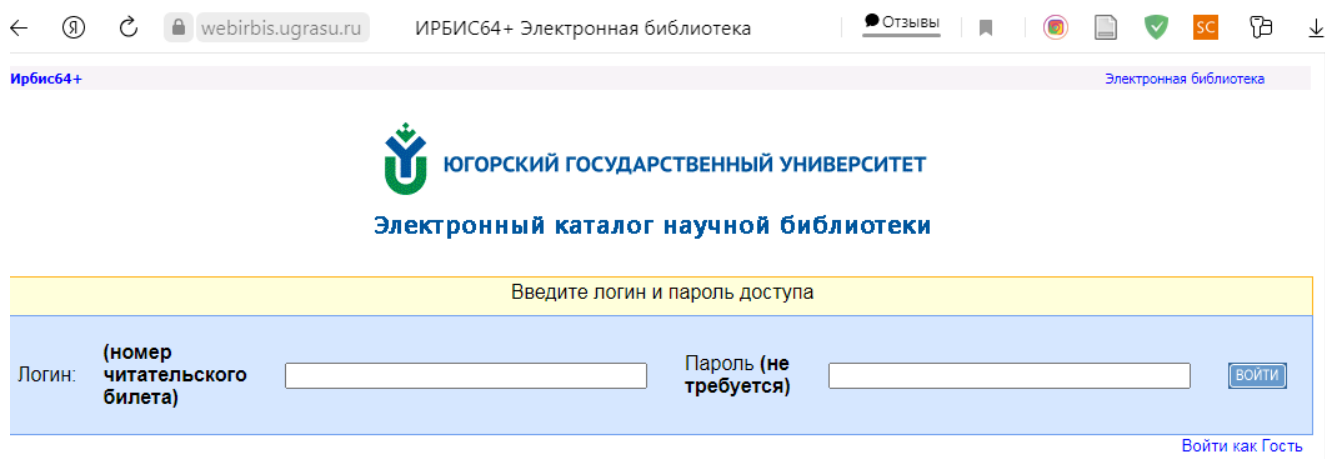 webirbis.ugrasu.ru ИРБИС64+ Электронная библиотека Отзывы SC
Ирбис64+ Электронная библиотека
ЮГОРСКИЙ ГОСУДАРСТВЕННЫЙ УНИВЕРСИТЕТ
Электронный каталог научной библиотеки
Введите логин и пароль доступа
Логин: (номер читательского билета) Пароль (не требуется) ВОЙТИ
Войти как Гость